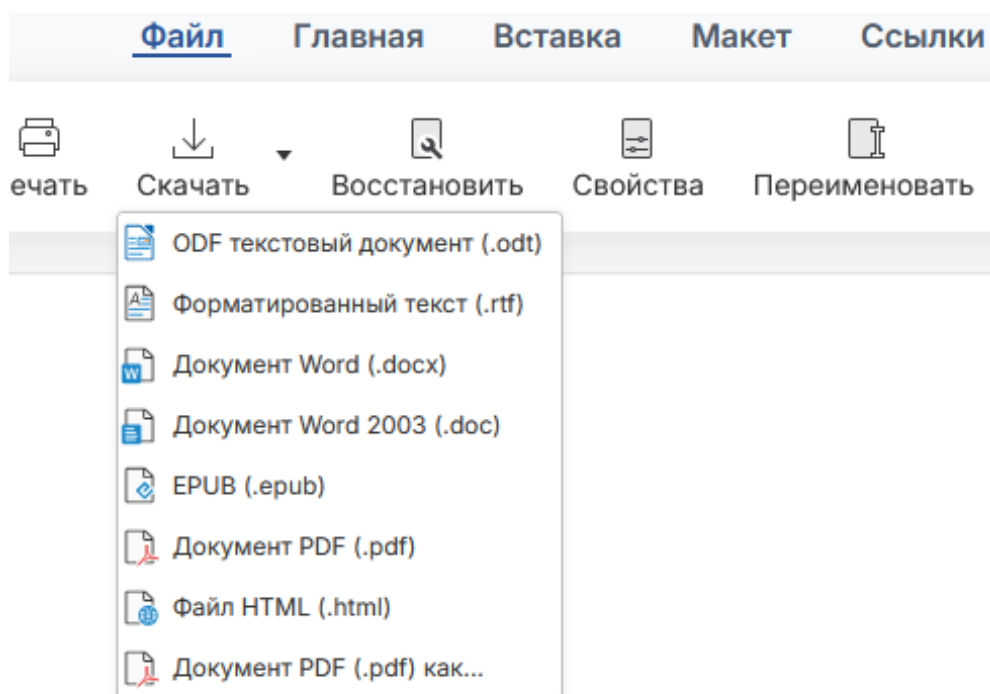 Файл Главная Вставка Макет Ссылки
ечать Скачать Восстановить Свойства Переименовать
ODF текстовый документ (.odt)
Форматированный текст (.rtf)
Документ Word (.docx)
Документ Word 2003 (.doc)
EPUB (.epub)
Документ PDF (.pdf)
Файл HTML (.html)
Документ PDF (.pdf) как...